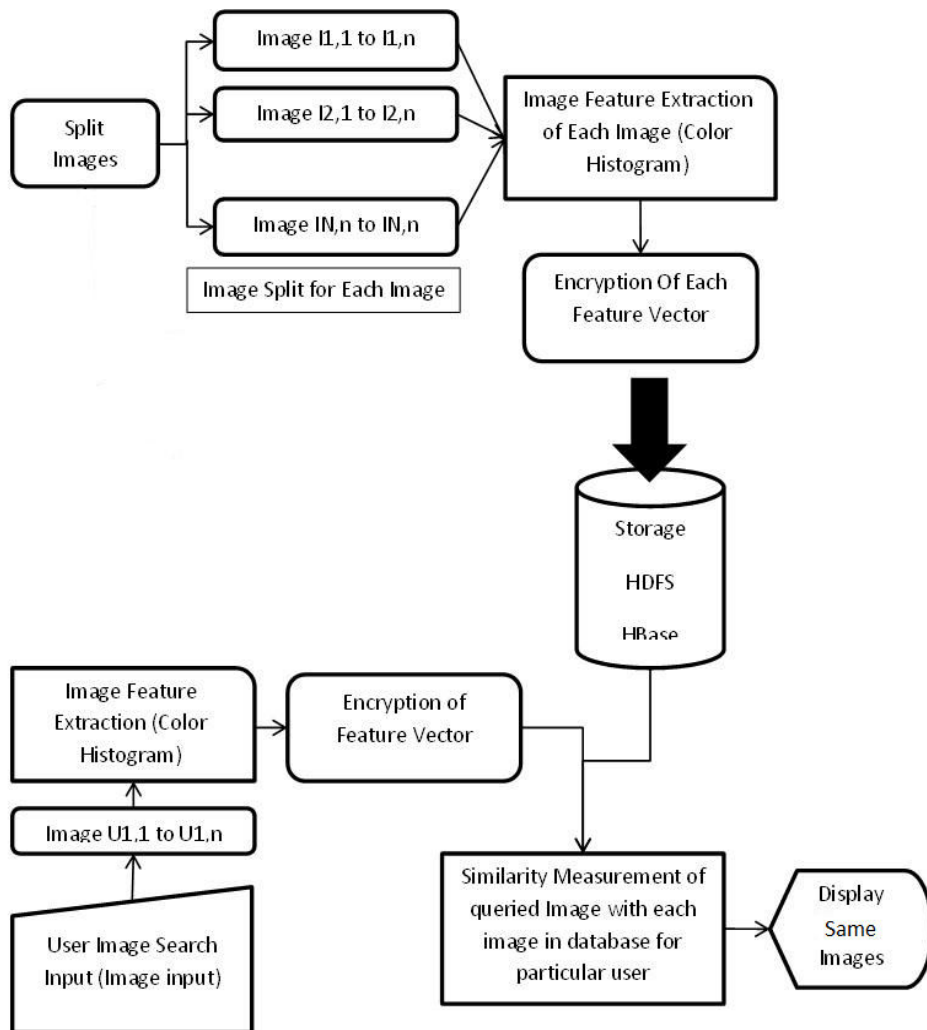 Image I1,1 to I1,n
Split
Images
Image I2,1 to I2,n
Image IN,n to IN,n
Image Split for Each Image
Image Feature Extraction
of Each Image (Color
Histogram)
Encryption Of Each
Feature Vector
Storage
HDFS
HBase
Image Feature
Extraction (Color
Histogram)
Encryption of
Feature Vector
Image U1,1 to U1,n
User Image Search
Input (Image input)
Similarity Measurement of
queried Image with each
image in database for
particular user
Display
Same
Images